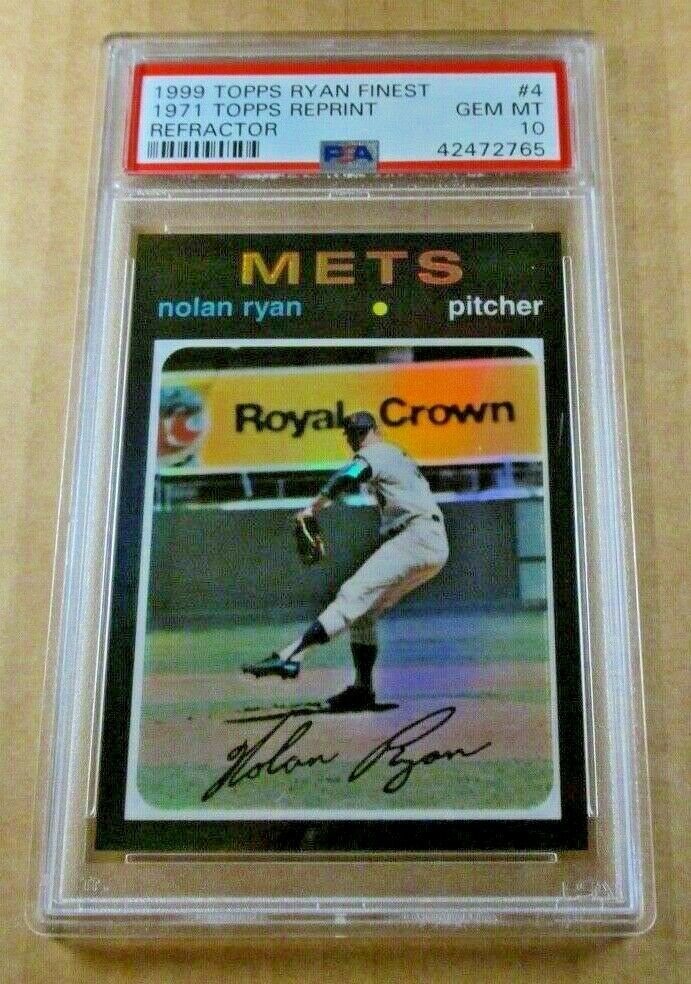 1999 TOPPS RYAN FINEST #4
1971 TOPPS REPRINT GEM MT
REFRACTOR 10
PSA 42472765
METS
nolan ryan • pitcher
Royal Crown
Nolan Ryan